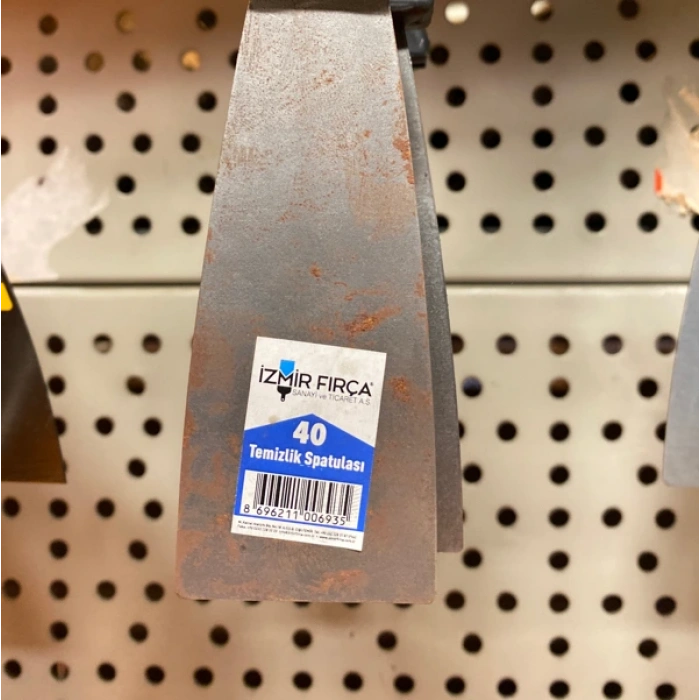 İZMİR FIRÇA
SANAYİ ve TİCARET A.Ş.
40
Temizlik Spatulası
8 696211 006935